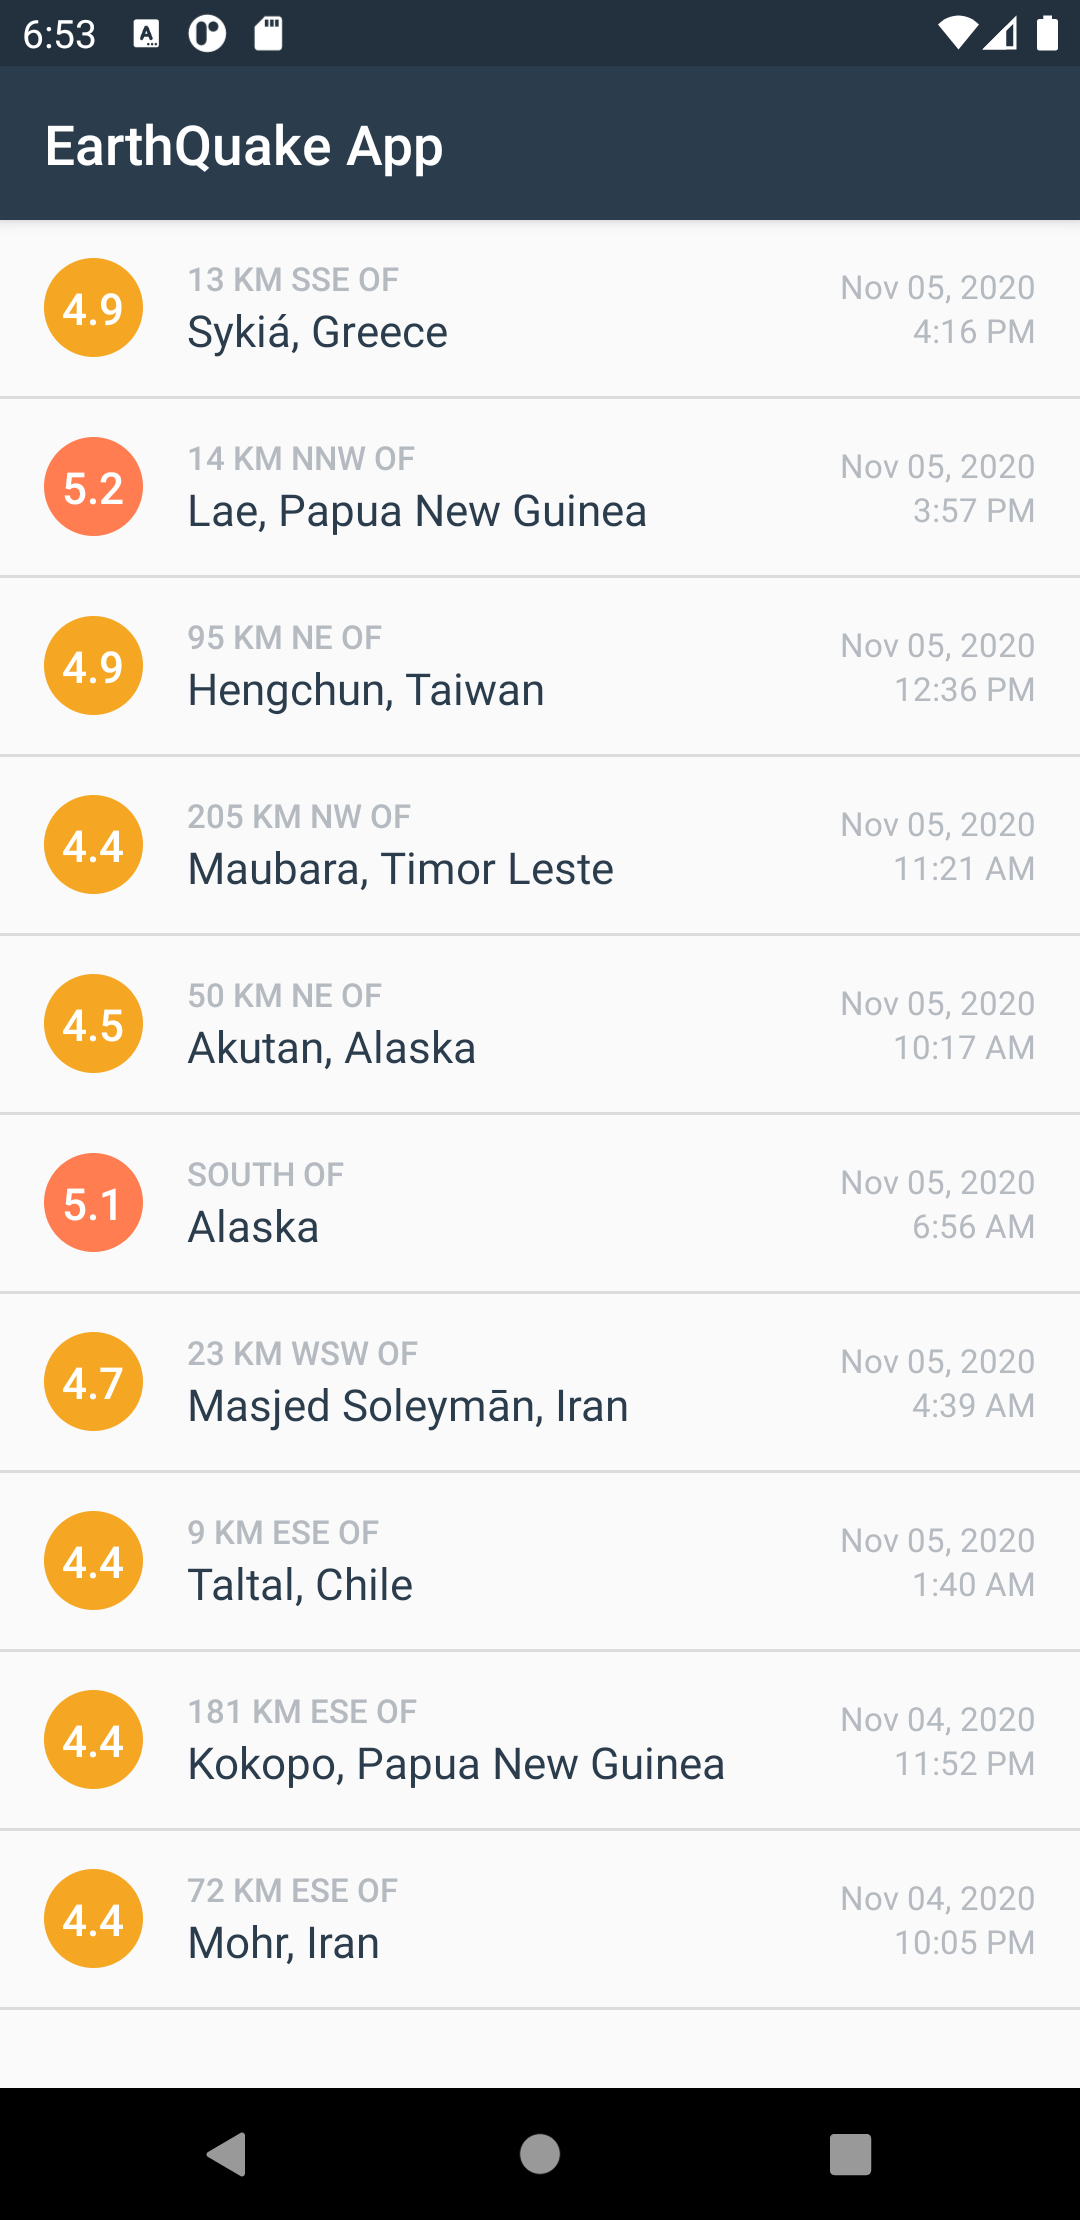 6:53
EarthQuake App
4.9
13 KM SSE OF
Sykiá, Greece
Nov 05, 2020
4:16 PM
5.2
14 KM NNW OF
Lae, Papua New Guinea
Nov 05, 2020
3:57 PM
4.9
95 KM NE OF
Hengchun, Taiwan
Nov 05, 2020
12:36 PM
4.4
205 KM NW OF
Maubara, Timor Leste
Nov 05, 2020
11:21 AM
4.5
50 KM NE OF
Akutan, Alaska
Nov 05, 2020
10:17 AM
5.1
SOUTH OF
Alaska
Nov 05, 2020
6:56 AM
4.7
23 KM WSW OF
Masjed Soleymān, Iran
Nov 05, 2020
4:39 AM
4.4
9 KM ESE OF
Taltal, Chile
Nov 05, 2020
1:40 AM
4.4
181 KM ESE OF
Kokopo, Papua New Guinea
Nov 04, 2020
11:52 PM
4.4
72 KM ESE OF
Mohr, Iran
Nov 04, 2020
10:05 PM